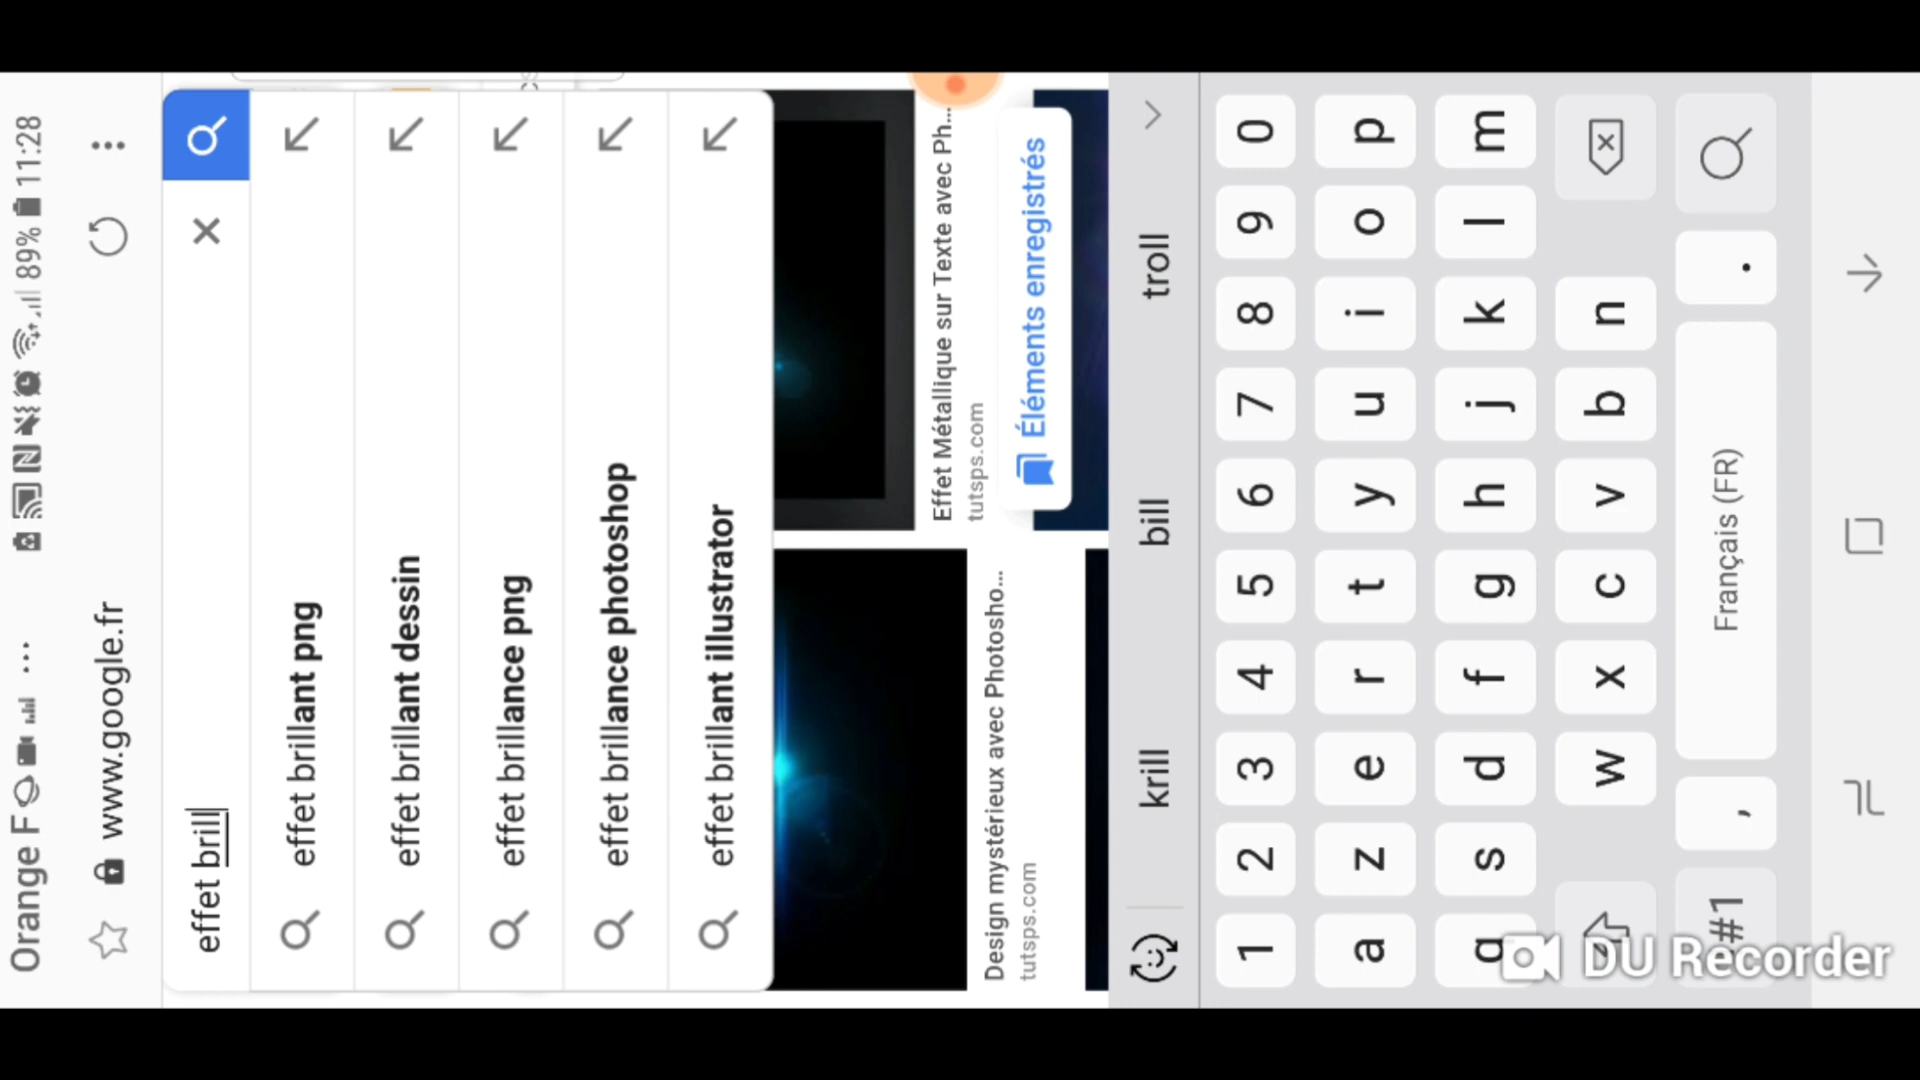 Orange F ... 89% 11:28
www.google.fr
effet brill
effet brillant png
effet brillant dessin
effet brillance png
effet brillance photoshop
effet brillant illustrator
Design mystérieux avec Photosho...
tutsps.com
Effet Métallique sur Texte avec Ph...
tutsps.com
Éléments enregistrés
krill bill troll
1 2 3 4 5 6 7 8 9 0
a z e r t y u i o p
q s d f g h j k l m
w x c v b n
!#1 , Français (FR) .
DU Recorder